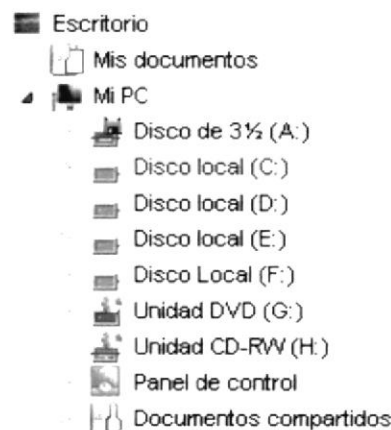 Escritorio
Mis documentos
Mi PC
Disco de 3½ (A:)
Disco local (C:)
Disco local (D:)
Disco local (E:)
Disco Local (F:)
Unidad DVD (G:)
Unidad CD-RW (H:)
Panel de control
Documentos compartidos